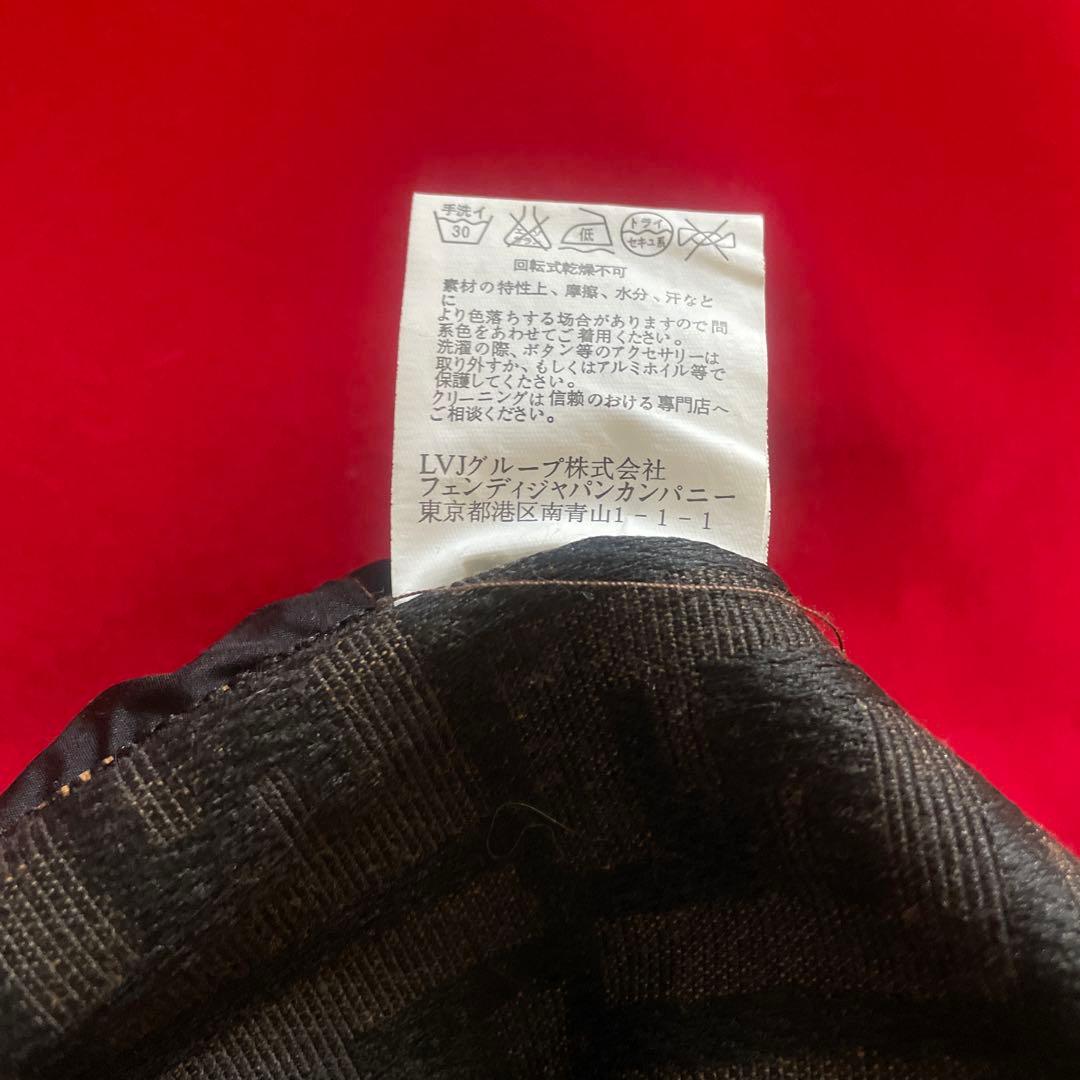 手洗イ 30 エンソ サラシ 低 ドライ セキユ系
回転式乾燥不可
素材の特性上、摩擦、水分、汗など
に
より色落ちする場合がありますので同
系色をあわせてご着用ください。
洗濯の際、ボタン等のアクセサリーは
取り外すか、もしくはアルミホイル等で
保護してください。
クリーニングは信頼のおける専門店へ
ご相談ください。
LVJグループ株式会社
フェンディジャパンカンパニー
東京都港区南青山1-1-1